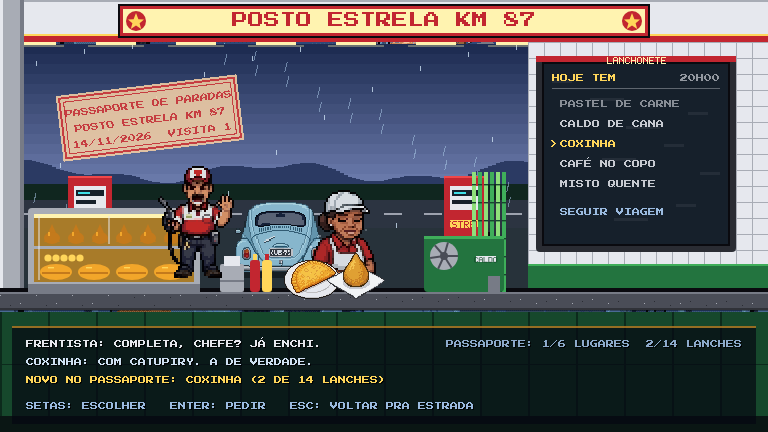 POSTO ESTRELA KM 87
LANCHONETE
HOJE TEM 20H00
PASTEL DE CARNE
CALDO DE CANA
> COXINHA
CAFÉ NO COPO
MISTO QUENTE
SEGUIR VIAGEM
PASSAPORTE DE PARADAS
POSTO ESTRELA KM 87
14/11/2026 VISITA 1
FRENTISTA: COMPLETA, CHEFE? JÁ ENCHI.
PASSAPORTE: 1/6 LUGARES 2/14 LANCHES
COXINHA: COM CATUPIRY. A DE VERDADE.
NOVO NO PASSAPORTE: COXINHA (2 DE 14 LANCHES)
SETAS: ESCOLHER ENTER: PEDIR ESC: VOLTAR PRA ESTRADA